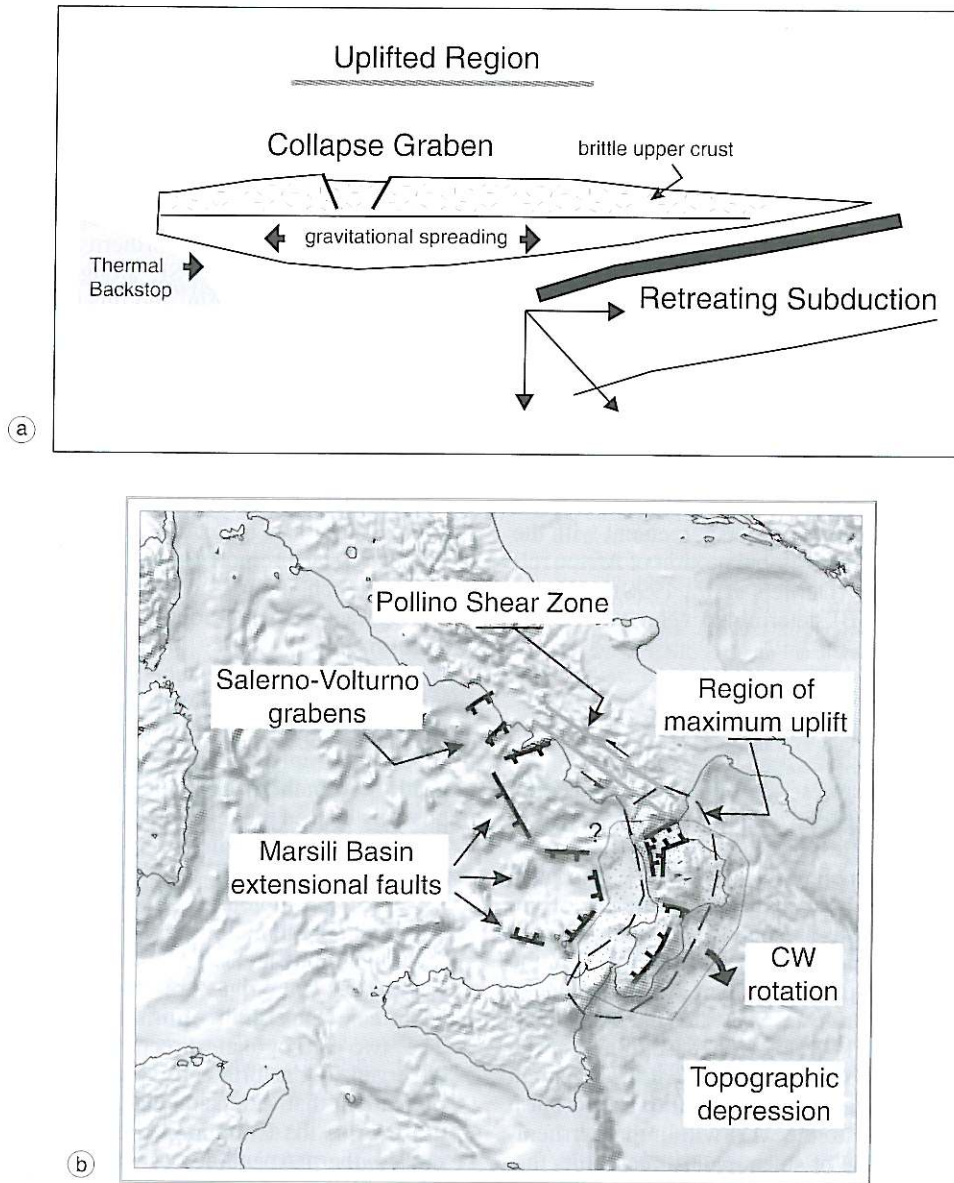 Uplifted Region
Collapse Graben
brittle upper crust
gravitational spreading
Thermal
Backstop
Retreating Subduction
a
Pollino Shear Zone
Salerno-Volturno
grabens
Region of
maximum uplift
?
Marsili Basin
extensional faults
CW
rotation
Topographic
depression
b